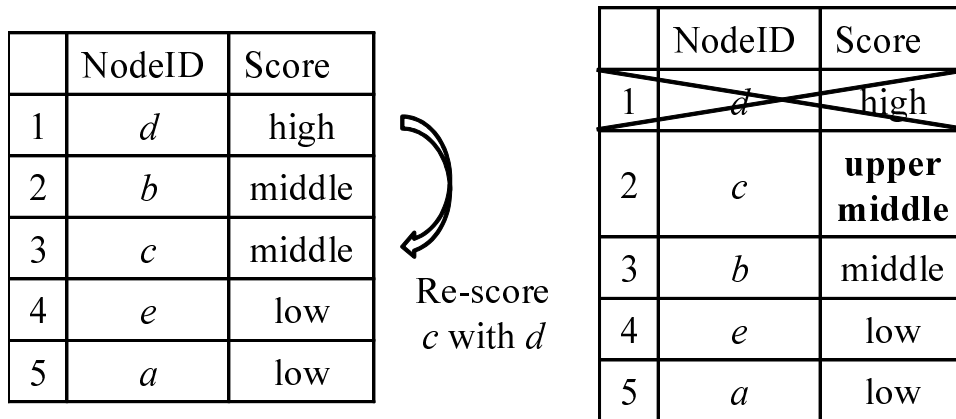 NodeID Score
1 d high
2 b middle
3 c middle
4 e low
5 a low
Re-score
c with d
NodeID Score
1 d high
2 c upper
middle
3 b middle
4 e low
5 a low